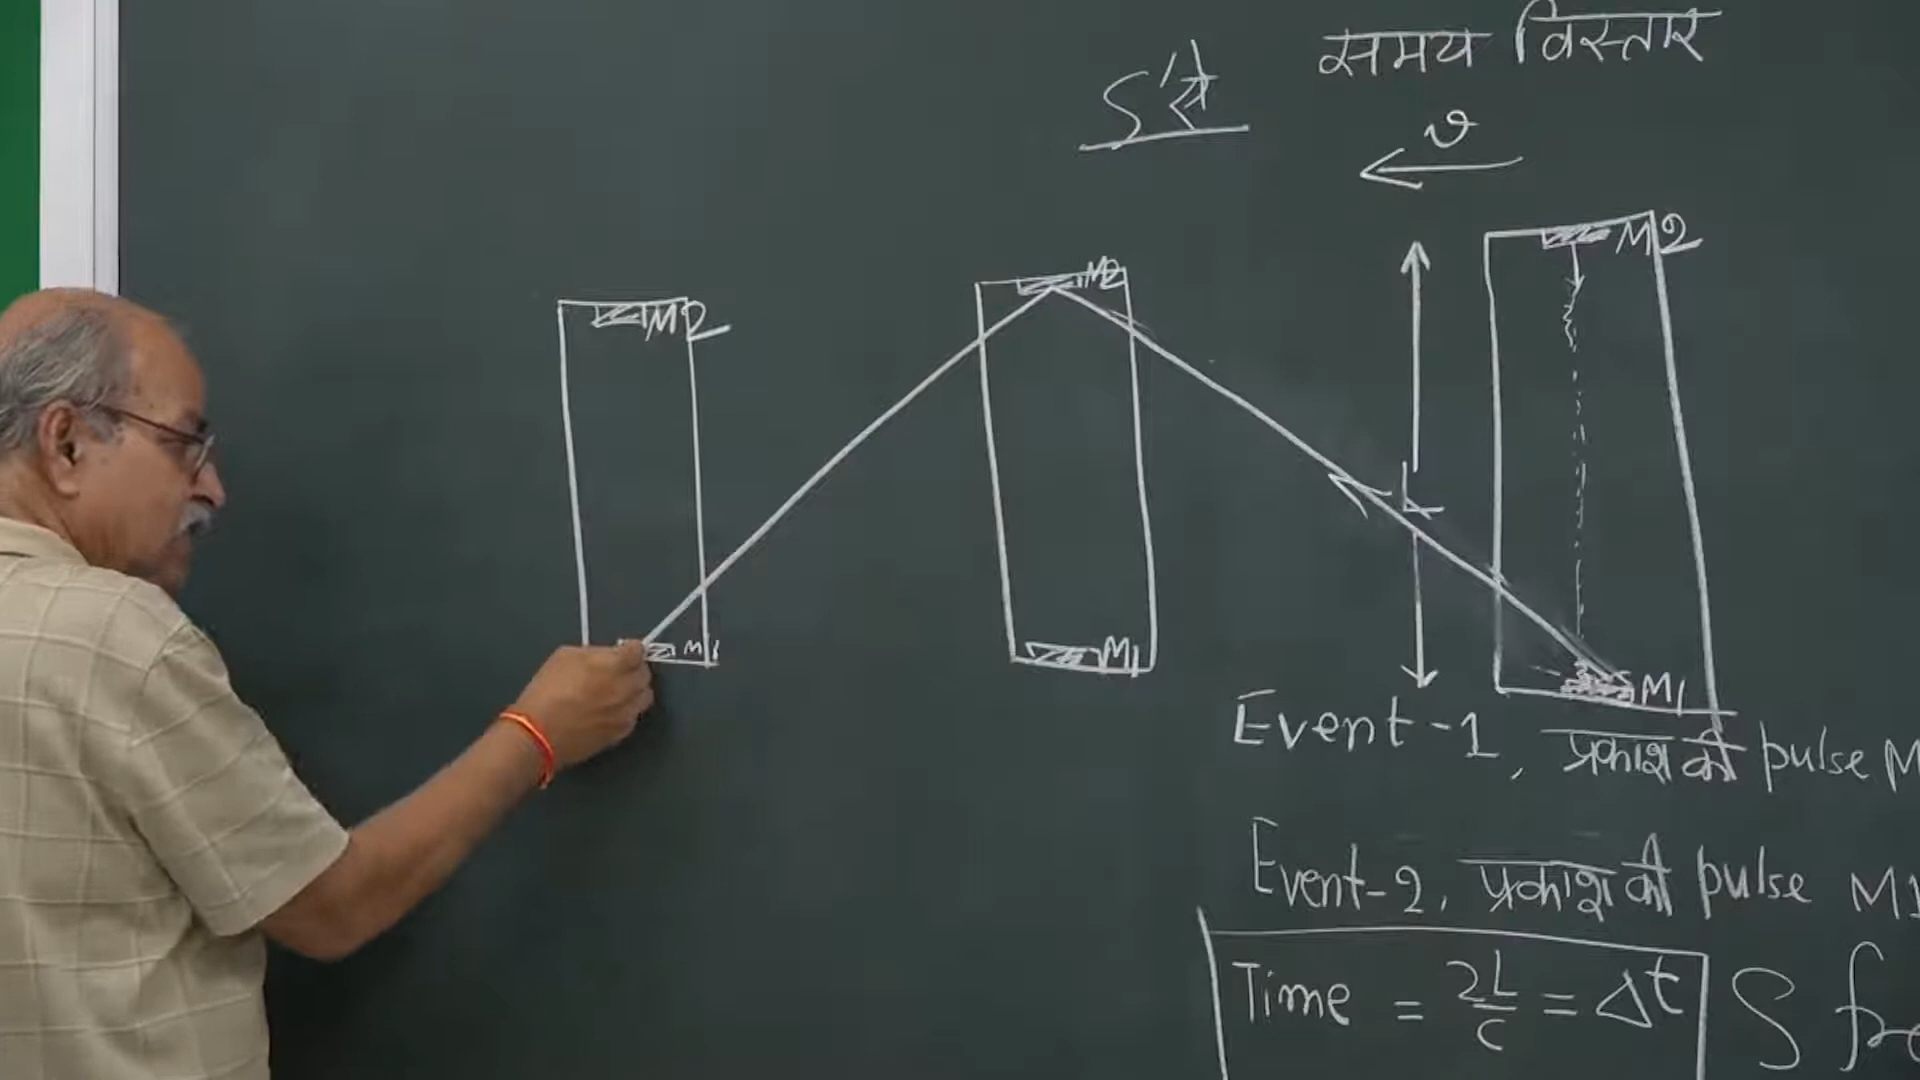 समय विस्तार
S' से
v
M2
M2
M2
L
M1
M1
M1
Event-1, प्रकाश की pulse M
Event-2, प्रकाश की pulse M1
Time = 2L/c = Δt
S fr